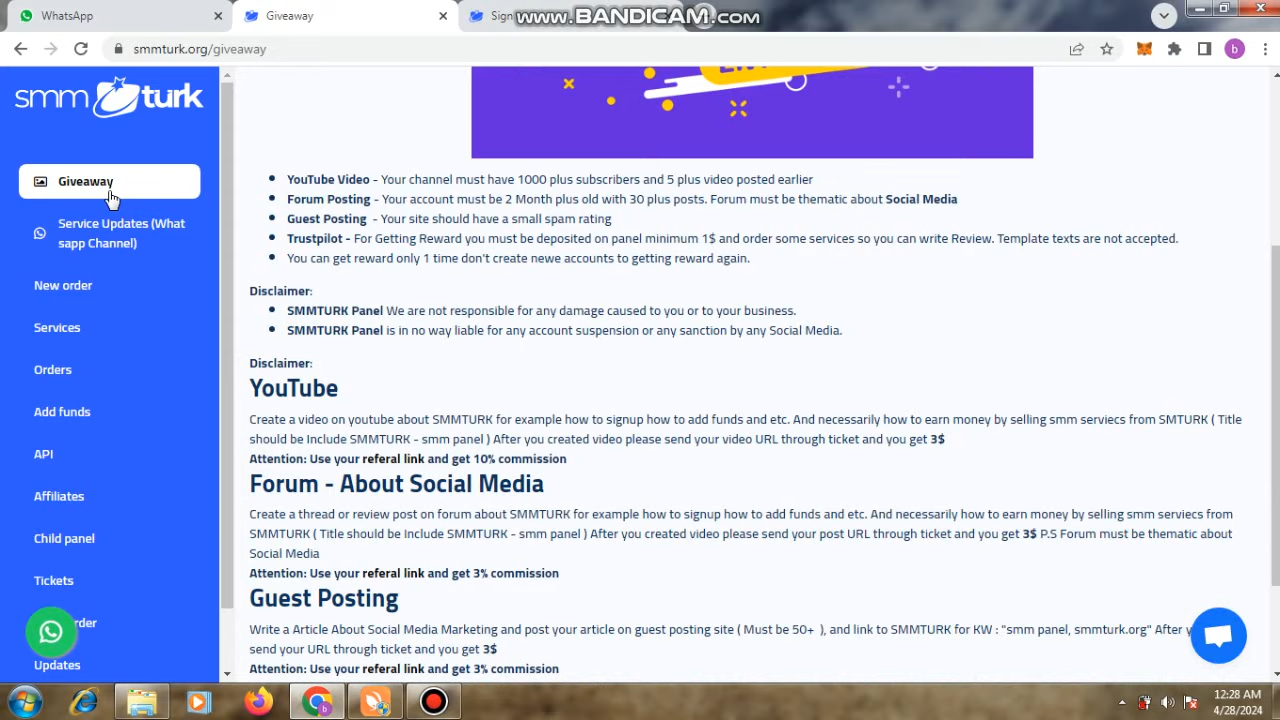 WhatsApp
Giveaway
Sign
www.BANDICAM.com
smmturk.org/giveaway
b
smm turk
Giveaway
Service Updates (What
sapp Channel)
New order
Services
Orders
Add funds
API
Affiliates
Child panel
Tickets
rder
Updates
YouTube Video - Your channel must have 1000 plus subscribers and 5 plus video posted earlier
Forum Posting - Your account must be 2 Month plus old with 30 plus posts. Forum must be thematic about Social Media
Guest Posting - Your site should have a small spam rating
Trustpilot - For Getting Reward you must be deposited on panel minimum 1$ and order some services so you can write Review. Template texts are not accepted.
You can get reward only 1 time don't create newe accounts to getting reward again.
Disclaimer:
SMMTURK Panel We are not responsible for any damage caused to you or to your business.
SMMTURK Panel is in no way liable for any account suspension or any sanction by any Social Media.
Disclaimer:
YouTube
Create a video on youtube about SMMTURK for example how to signup how to add funds and etc. And necessarily how to earn money by selling smm serviecs from SMTURK ( Title
should be Include SMMTURK - smm panel ) After you created video please send your video URL through ticket and you get 3$
Attention: Use your referal link and get 10% commission
Forum - About Social Media
Create a thread or review post on forum about SMMTURK for example how to signup how to add funds and etc. And necessarily how to earn money by selling smm serviecs from
SMMTURK ( Title should be Include SMMTURK - smm panel ) After you created video please send your post URL through ticket and you get 3$ P.S Forum must be thematic about
Social Media
Attention: Use your referal link and get 3% commission
Guest Posting
Write a Article About Social Media Marketing and post your article on guest posting site ( Must be 50+ ), and link to SMMTURK for KW : "smm panel, smmturk.org" After y
send your URL through ticket and you get 3$
Attention: Use your referal link and get 3% commission
12:28 AM
4/28/2024